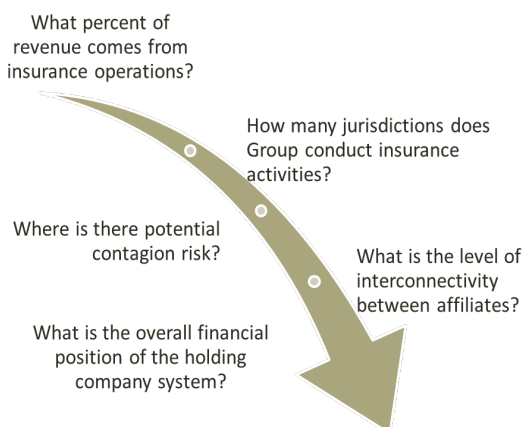 What percent of
revenue comes from
insurance operations?
How many jurisdictions does
Group conduct insurance
activities?
Where is there potential
contagion risk?
What is the level of
interconnectivity
between affiliates?
What is the overall financial
position of the holding
company system?